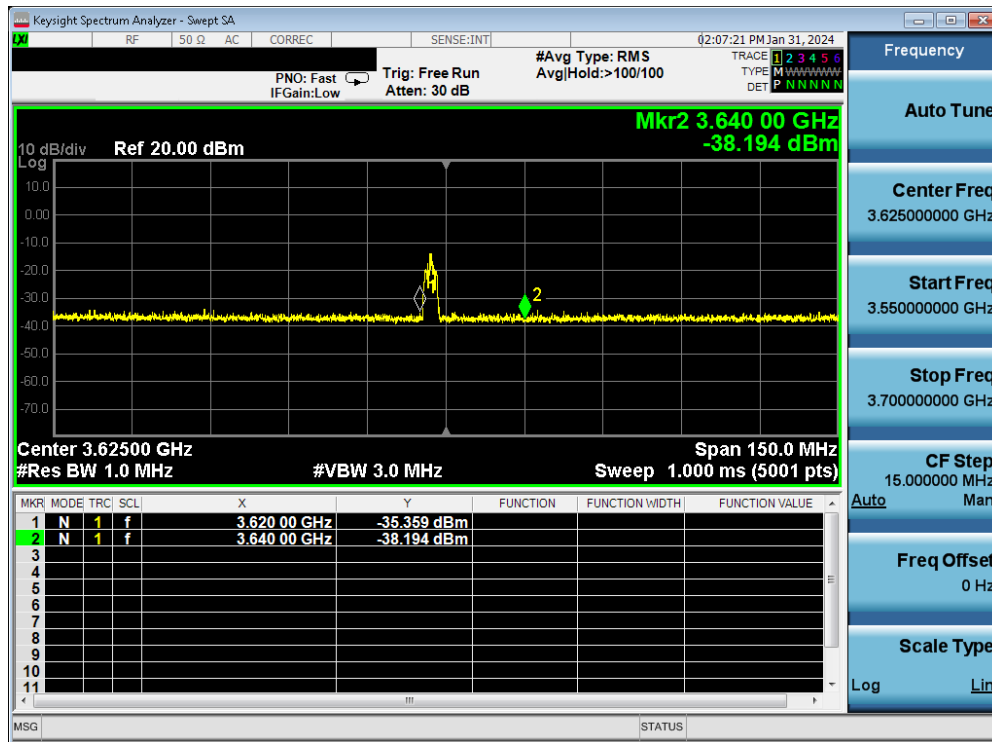 Keysight Spectrum Analyzer - Swept SA
LXI RF 50 Ω AC CORREC SENSE:INT 02:07:21 PM Jan 31, 2024
PNO: Fast
IFGain:Low
Trig: Free Run
Atten: 30 dB
#Avg Type: RMS
Avg|Hold:>100/100
TRACE 1 2 3 4 5 6
TYPE M WWWWW
DET P N N N N N
Mkr2 3.640 00 GHz
-38.194 dBm
10 dB/div Ref 20.00 dBm
Log
10.0
0.00
-10.0
-20.0
-30.0
-40.0
-50.0
-60.0
-70.0
2
Center 3.62500 GHz Span 150.0 MHz
#Res BW 1.0 MHz #VBW 3.0 MHz Sweep 1.000 ms (5001 pts)
MKR MODE TRC SCL X Y FUNCTION FUNCTION WIDTH FUNCTION VALUE
1 N 1 f 3.620 00 GHz -35.359 dBm
2 N 1 f 3.640 00 GHz -38.194 dBm
3
4
5
6
7
8
9
10
11
MSG STATUS
Frequency
Auto Tune
Center Freq
3.625000000 GHz
Start Freq
3.550000000 GHz
Stop Freq
3.700000000 GHz
CF Step
15.000000 MHz
Auto Man
Freq Offset
0 Hz
Scale Type
Log Lin